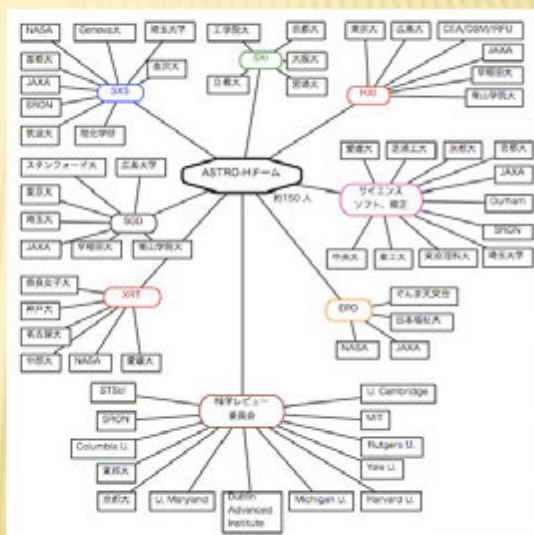 NASA
Geneva大
埼玉大学
首都大
JAXA
SRON
筑波大
理化学研
金沢大
SXS
工学院大
京都大
SXI
大阪大
立教大
宮崎大
東京大
広島大
CEA/DSM/IRFU
JAXA
早稲田大
青山学院大
HXI
ASTRO-Hチーム
約150 人
スタンフォード大
広島大学
東京大
埼玉大
SGD
JAXA
早稲田大
青山学院大
愛媛大
芝浦工大
京都大
首都大
JAXA
Durham
サイエンス
ソフト、較正
SRON
埼玉大学
中央大
東工大
東京理科大
奈良女子大
XRT
神戸大
名古屋大
中部大
NASA
愛媛大
EPO
ぐんま天文台
日本福祉大
NASA
JAXA
科学レビュー
委員会
STScI
SRON
Columbia U.
東邦大
京都大
U. Maryland
Dublin
Advanced
Institute
Michigan U.
Harvard U.
Yale U.
Rutgers U.
MIT
U. Cambridge